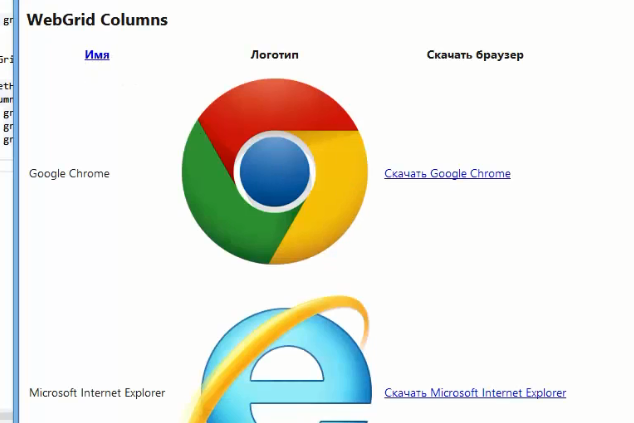 WebGrid Columns
Имя Логотип Скачать браузер
Google Chrome Скачать Google Chrome
Microsoft Internet Explorer Скачать Microsoft Internet Explorer